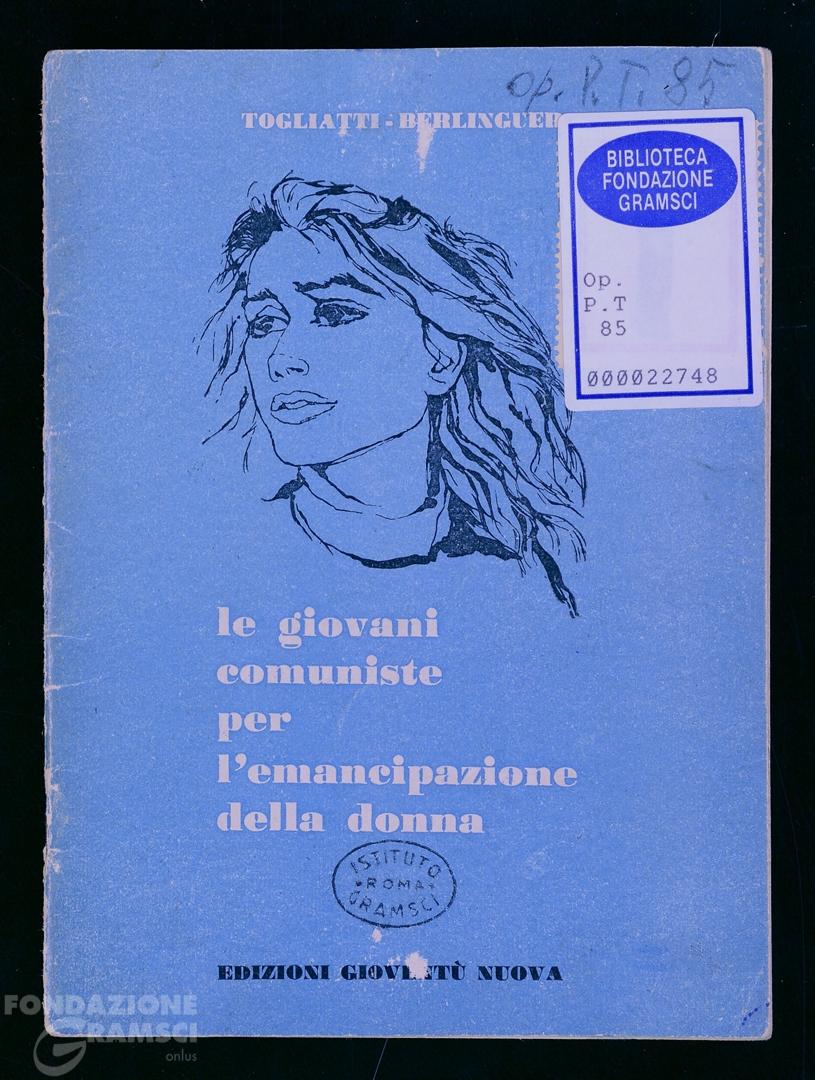 op. P.T. 85
TOGLIATTI - BERLINGUER
BIBLIOTECA
FONDAZIONE
GRAMSCI
Op.
P.T
85
000022748
le giovani
comuniste
per
l'emancipazione
della donna
ISTITUTO
ROMA
GRAMSCI
EDIZIONI GIOVENTÙ NUOVA
FONDAZIONE
GRAMSCI
onlus